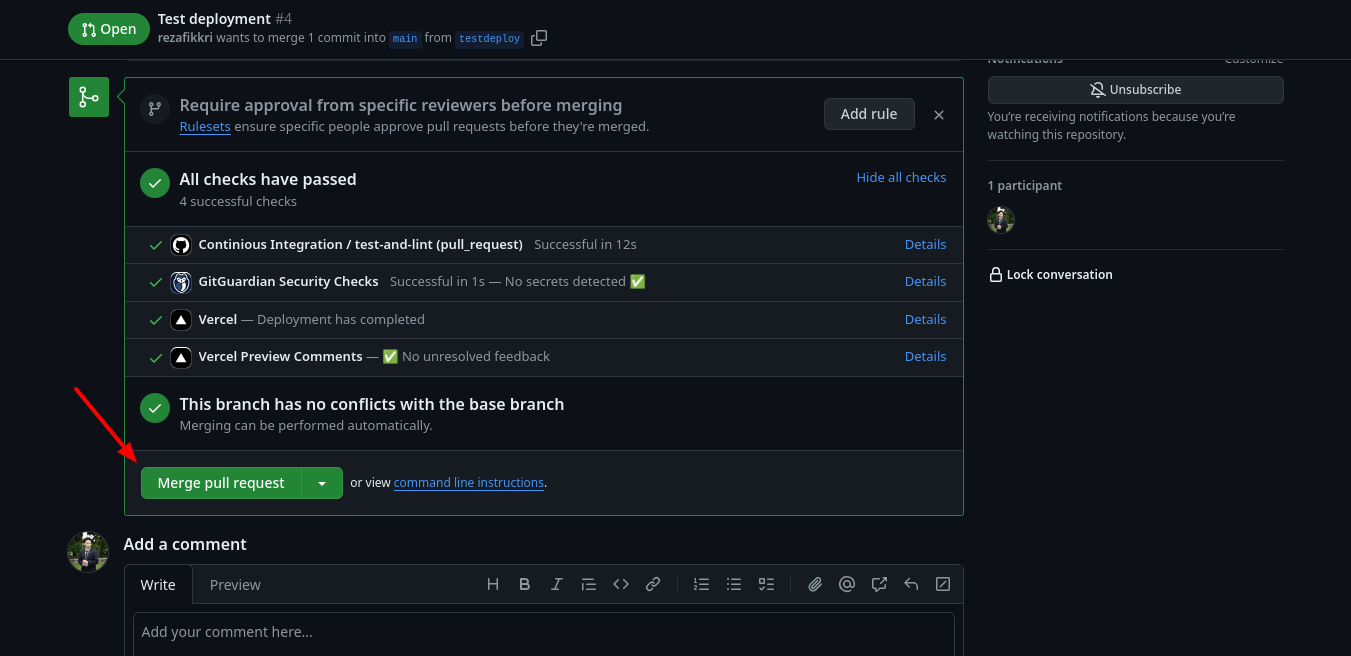 Open
Test deployment #4
rezafikkri wants to merge 1 commit into main from testdeploy
Notifications Customize
Require approval from specific reviewers before merging
Rulesets ensure specific people approve pull requests before they're merged.
Add rule
Unsubscribe
You're receiving notifications because you're
watching this repository.
All checks have passed
4 successful checks
Hide all checks
1 participant
Continious Integration / test-and-lint (pull_request) Successful in 12s Details
GitGuardian Security Checks Successful in 1s — No secrets detected ✅ Details
Lock conversation
Vercel — Deployment has completed Details
Vercel Preview Comments — ✅ No unresolved feedback Details
This branch has no conflicts with the base branch
Merging can be performed automatically.
Merge pull request or view command line instructions.
Add a comment
Write Preview
Add your comment here...